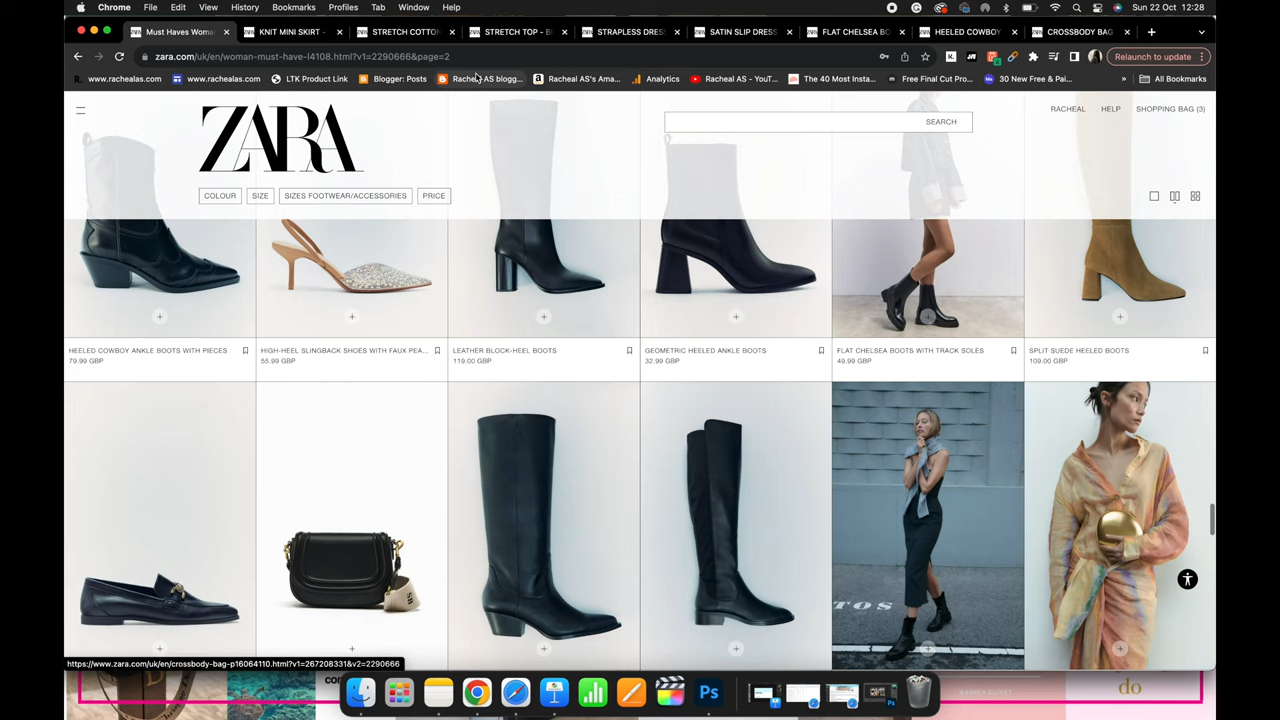 Chrome File Edit View History Bookmarks Profiles Tab Window Help
Sun 22 Oct 12:28
Must Haves Woma
KNIT MINI SKIRT -
STRETCH COTTON
STRETCH TOP - B
STRAPLESS DRESS
SATIN SLIP DRESS
FLAT CHELSEA BO
HEELED COWBOY
CROSSBODY BAG
zara.com/uk/en/woman-must-have-l4108.html?v1=2290666&page=2
Relaunch to update
www.rachealas.com
www.rachealas.com
LTK Product Link
Blogger: Posts
Racheal AS blogg...
Racheal AS's Ama...
Analytics
Racheal AS - YouT...
The 40 Most Insta...
Free Final Cut Pro...
30 New Free & Pai...
»
All Bookmarks
ZARA
SEARCH
RACHEAL
HELP
SHOPPING BAG (3)
COLOUR
SIZE
SIZES FOOTWEAR/ACCESSORIES
PRICE
HEELED COWBOY ANKLE BOOTS WITH PIECES
79.99 GBP
HIGH-HEEL SLINGBACK SHOES WITH FAUX PEA...
55.99 GBP
LEATHER BLOCK-HEEL BOOTS
119.00 GBP
GEOMETRIC HEELED ANKLE BOOTS
32.99 GBP
FLAT CHELSEA BOOTS WITH TRACK SOLES
49.99 GBP
SPLIT SUEDE HEELED BOOTS
109.00 GBP
TOS
https://www.zara.com/uk/en/crossbody-bag-p16064110.html?v1=267208331&v2=2290666
Ps
WARREN BUFFET
do